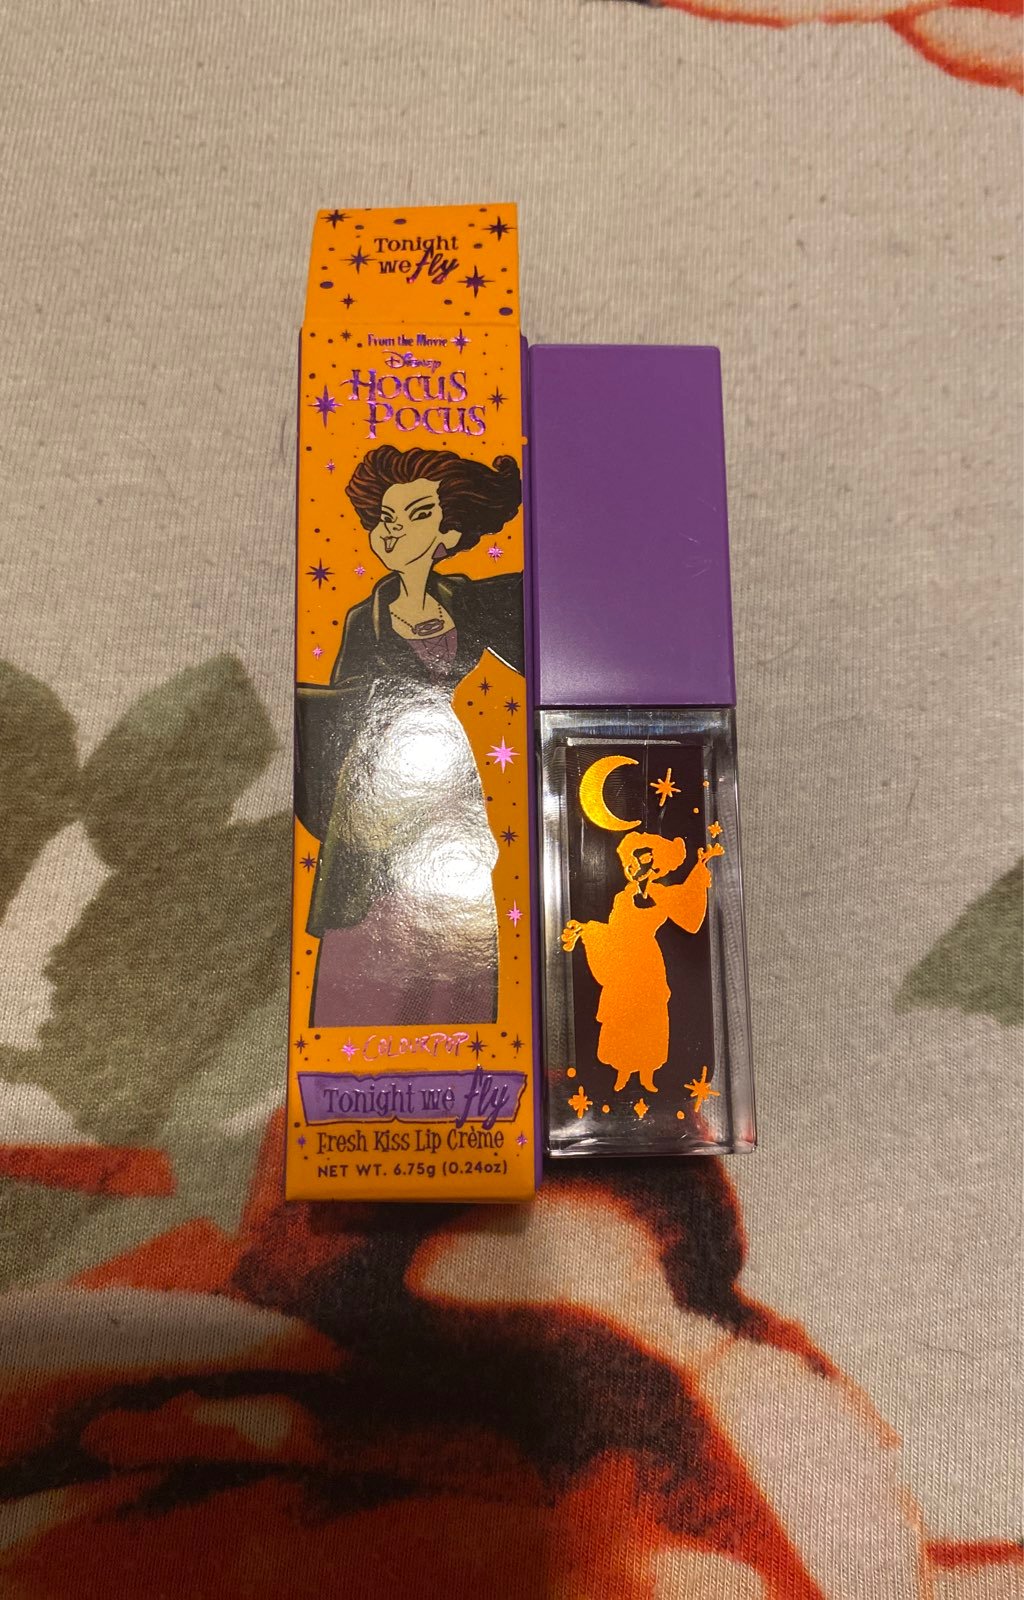 Tonight
we fly
From the Movie
Disney
HOCUS
POCUS
COLOURPOP
Tonight we fly
Fresh Kiss Lip Crème
NET WT. 6.75g (0.24oz)